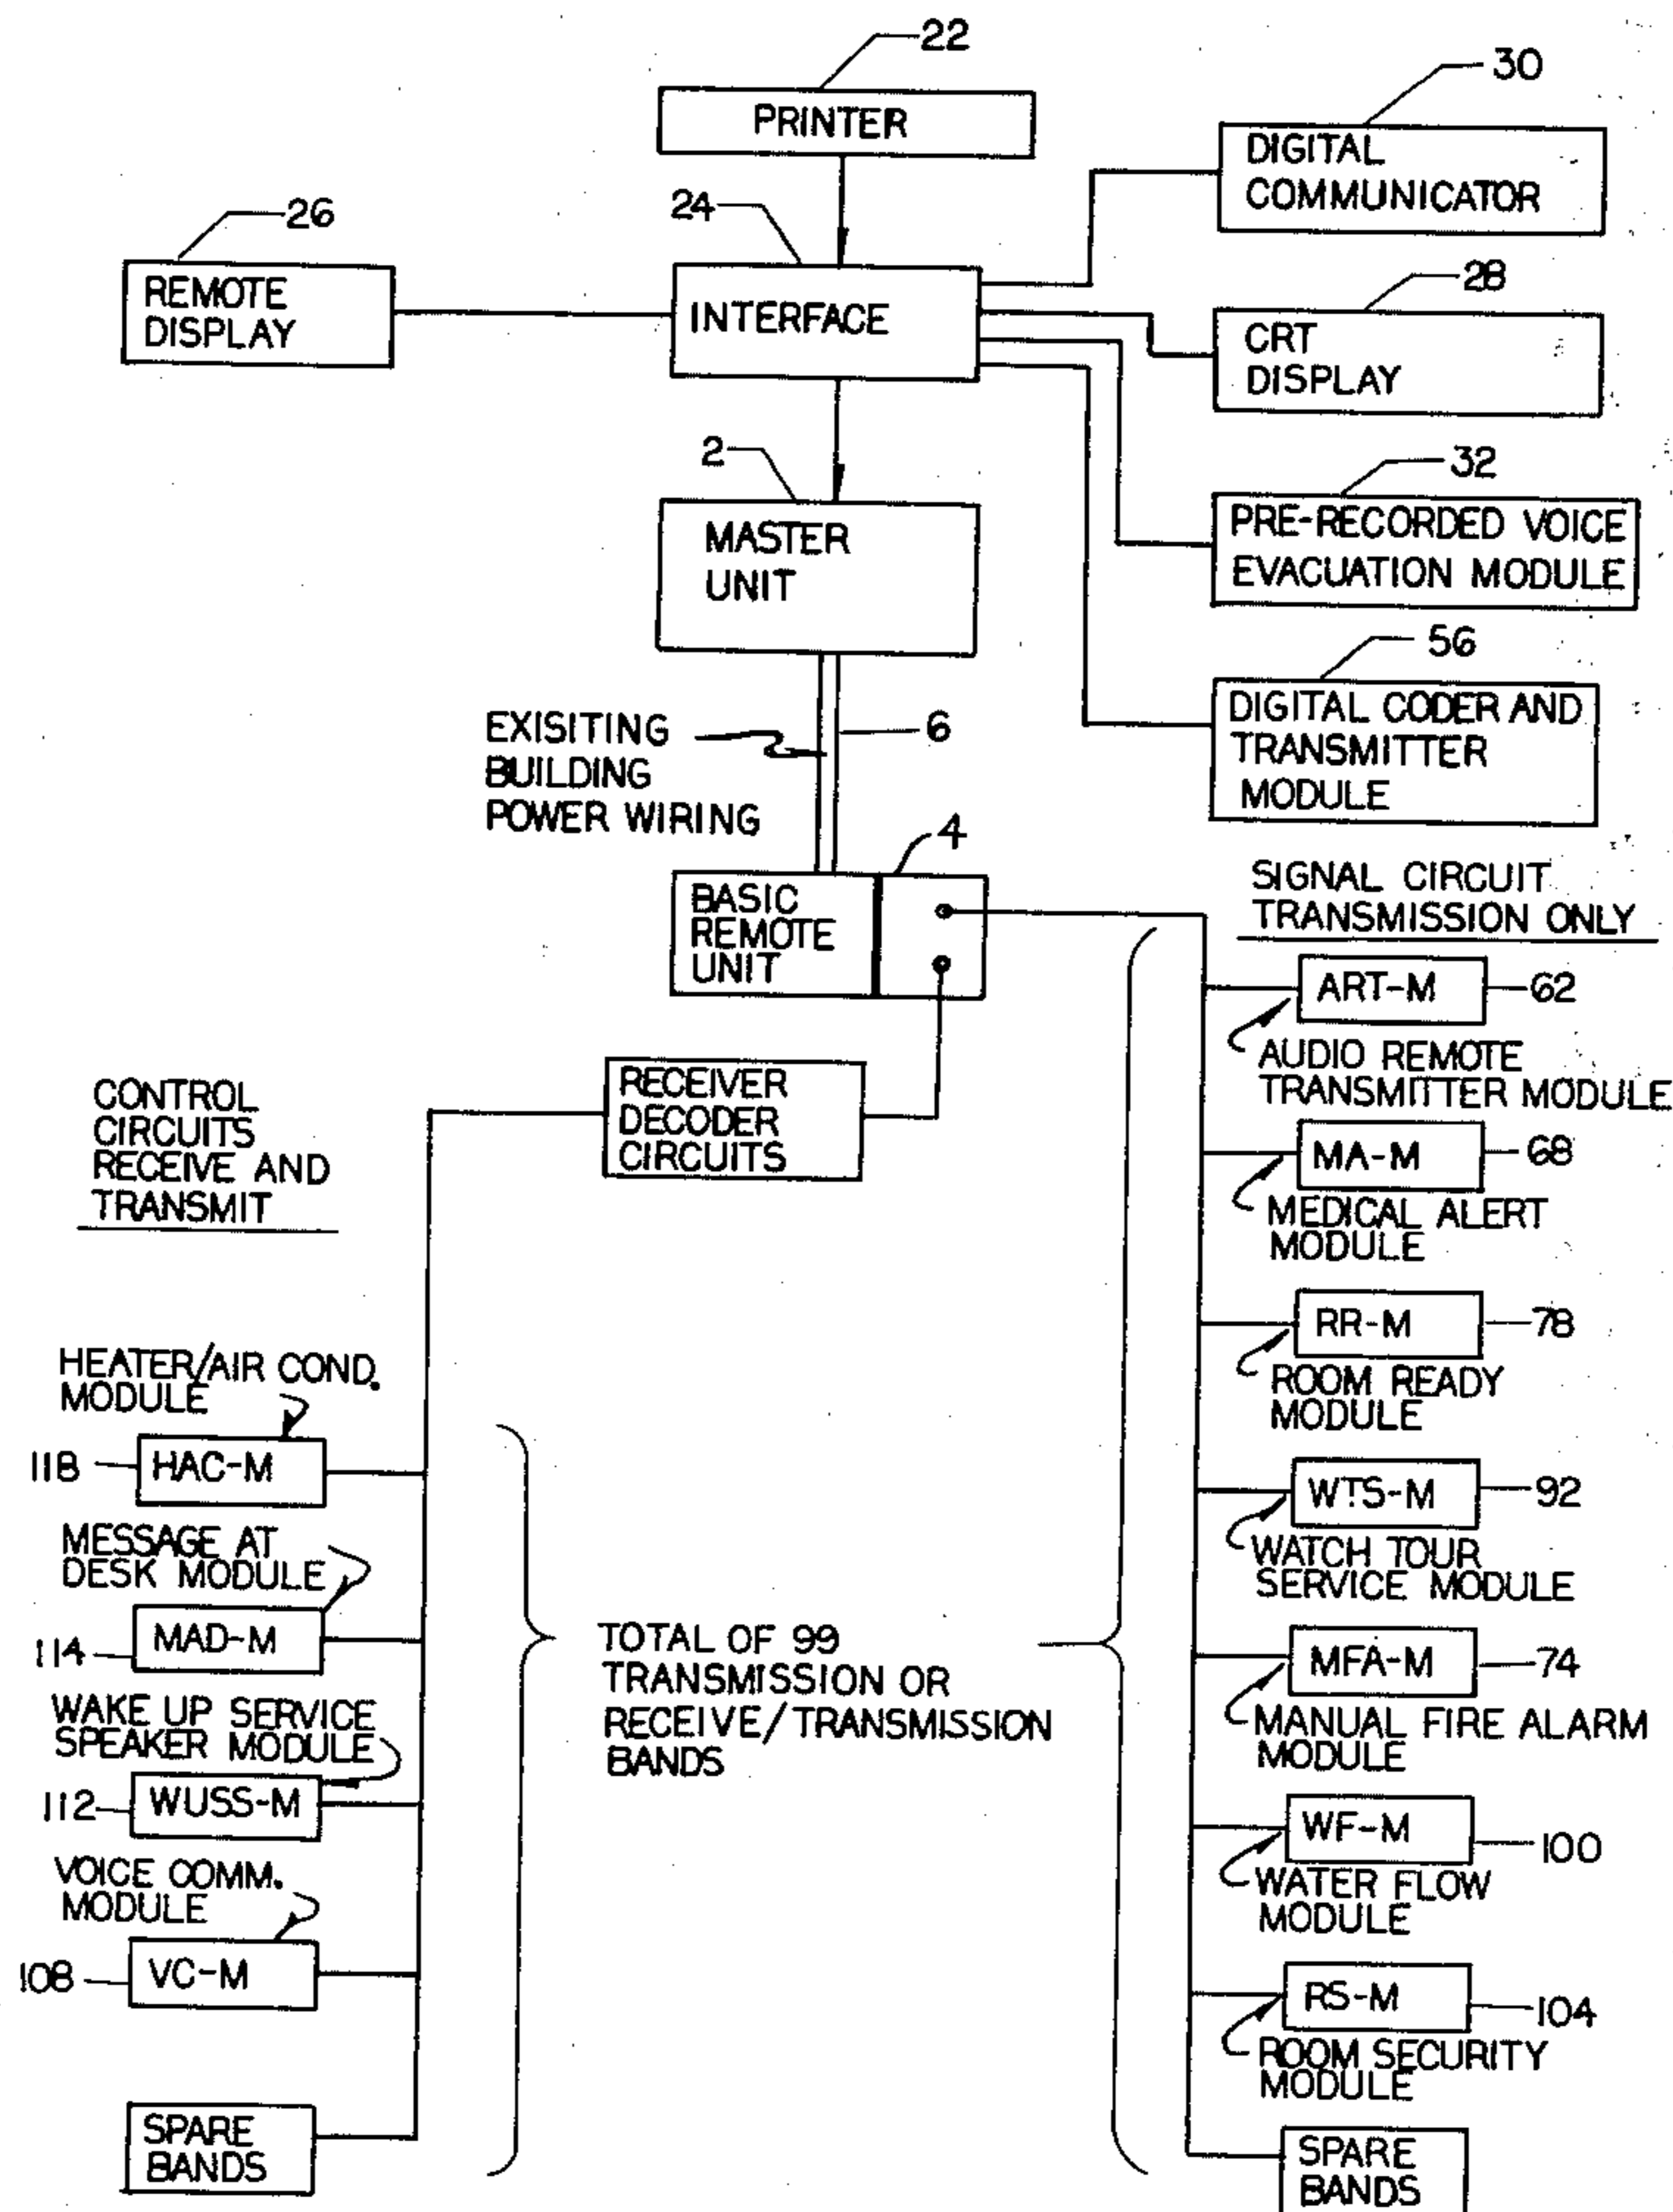 22
PRINTER
30
DIGITAL
COMMUNICATOR
26
REMOTE
DISPLAY
24
INTERFACE
28
CRT
DISPLAY
2
MASTER
UNIT
32
PRE-RECORDED VOICE
EVACUATION MODULE
56
DIGITAL CODER AND
TRANSMITTER
MODULE
EXISITING
BUILDING
POWER WIRING
6
4
BASIC
REMOTE
UNIT
RECEIVER
DECODER
CIRCUITS
SIGNAL CIRCUIT
TRANSMISSION ONLY
ART-M
62
AUDIO REMOTE
TRANSMITTER MODULE
MA-M
68
MEDICAL ALERT
MODULE
RR-M
78
ROOM READY
MODULE
WTS-M
92
WATCH TOUR
SERVICE MODULE
MFA-M
74
MANUAL FIRE ALARM
MODULE
WF-M
100
WATER FLOW
MODULE
RS-M
104
ROOM SECURITY
MODULE
SPARE
BANDS
CONTROL
CIRCUITS
RECEIVE AND
TRANSMIT
HEATER/AIR COND.
MODULE
118
HAC-M
MESSAGE AT
DESK MODULE
114
MAD-M
WAKE UP SERVICE
SPEAKER MODULE
112
WUSS-M
VOICE COMM.
MODULE
108
VC-M
SPARE
BANDS
TOTAL OF 99
TRANSMISSION OR
RECEIVE/TRANSMISSION
BANDS